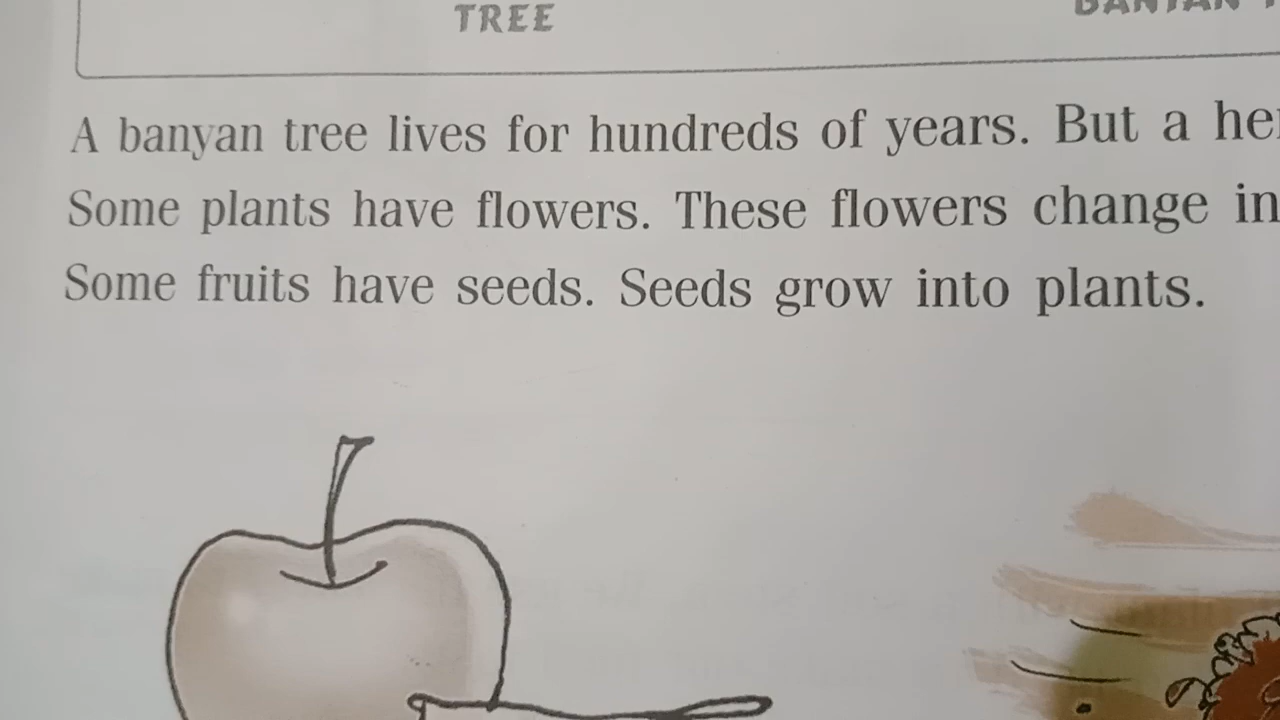 TREE
BANYAN
A banyan tree lives for hundreds of years. But a
Some plants have flowers. These flowers change
Some fruits have seeds. Seeds grow into plants.